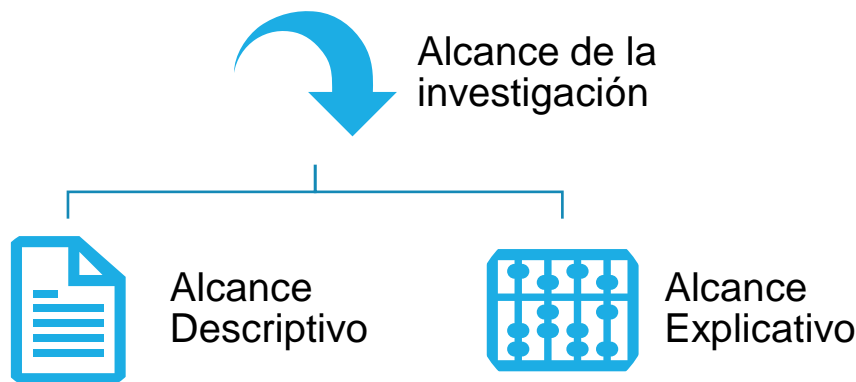 Alcance de la
investigación
Alcance
Descriptivo
Alcance
Explicativo